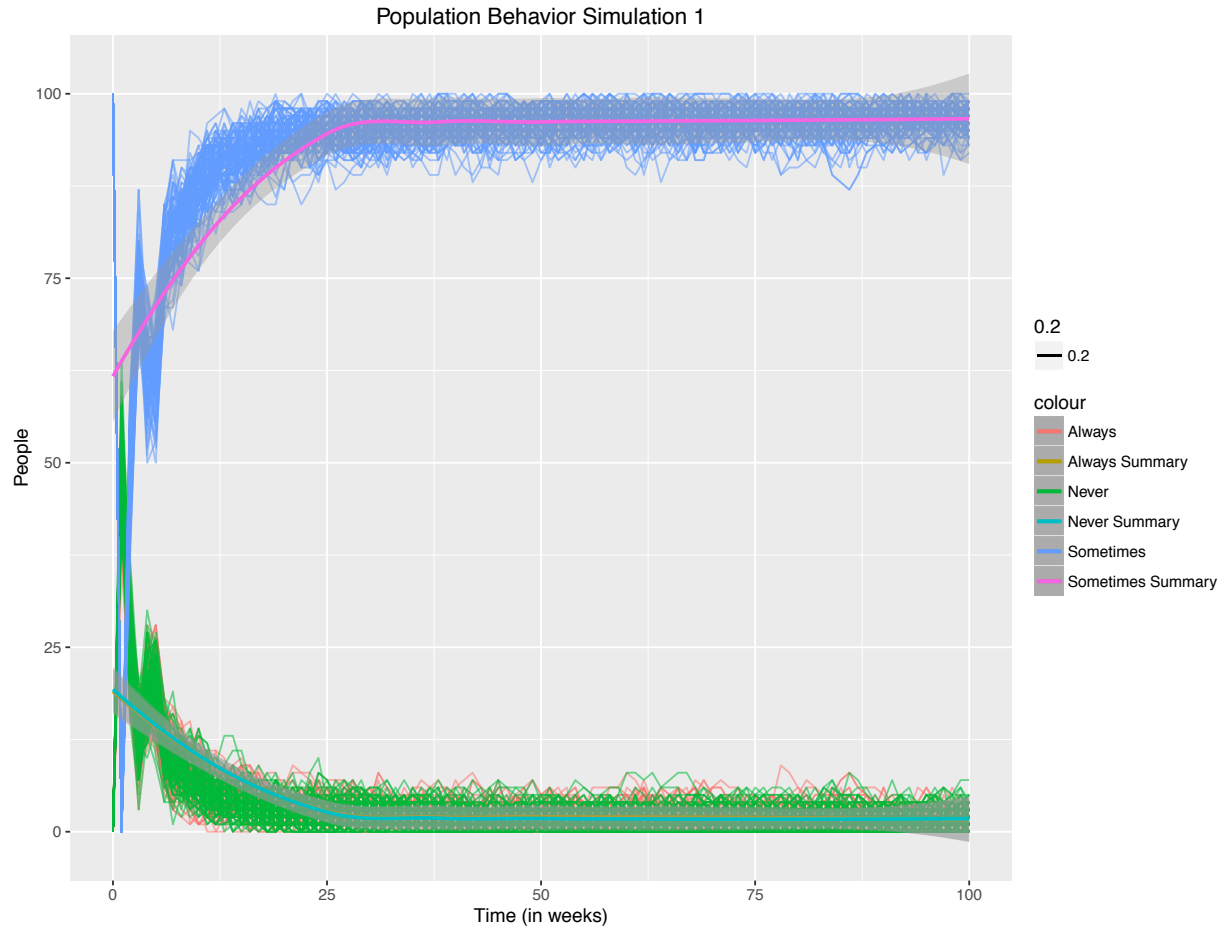 Population Behavior Simulation 1
100
75
50
25
0
People
0 25 50 75 100
Time (in weeks)
0.2
0.2
colour
Always
Always Summary
Never
Never Summary
Sometimes
Sometimes Summary